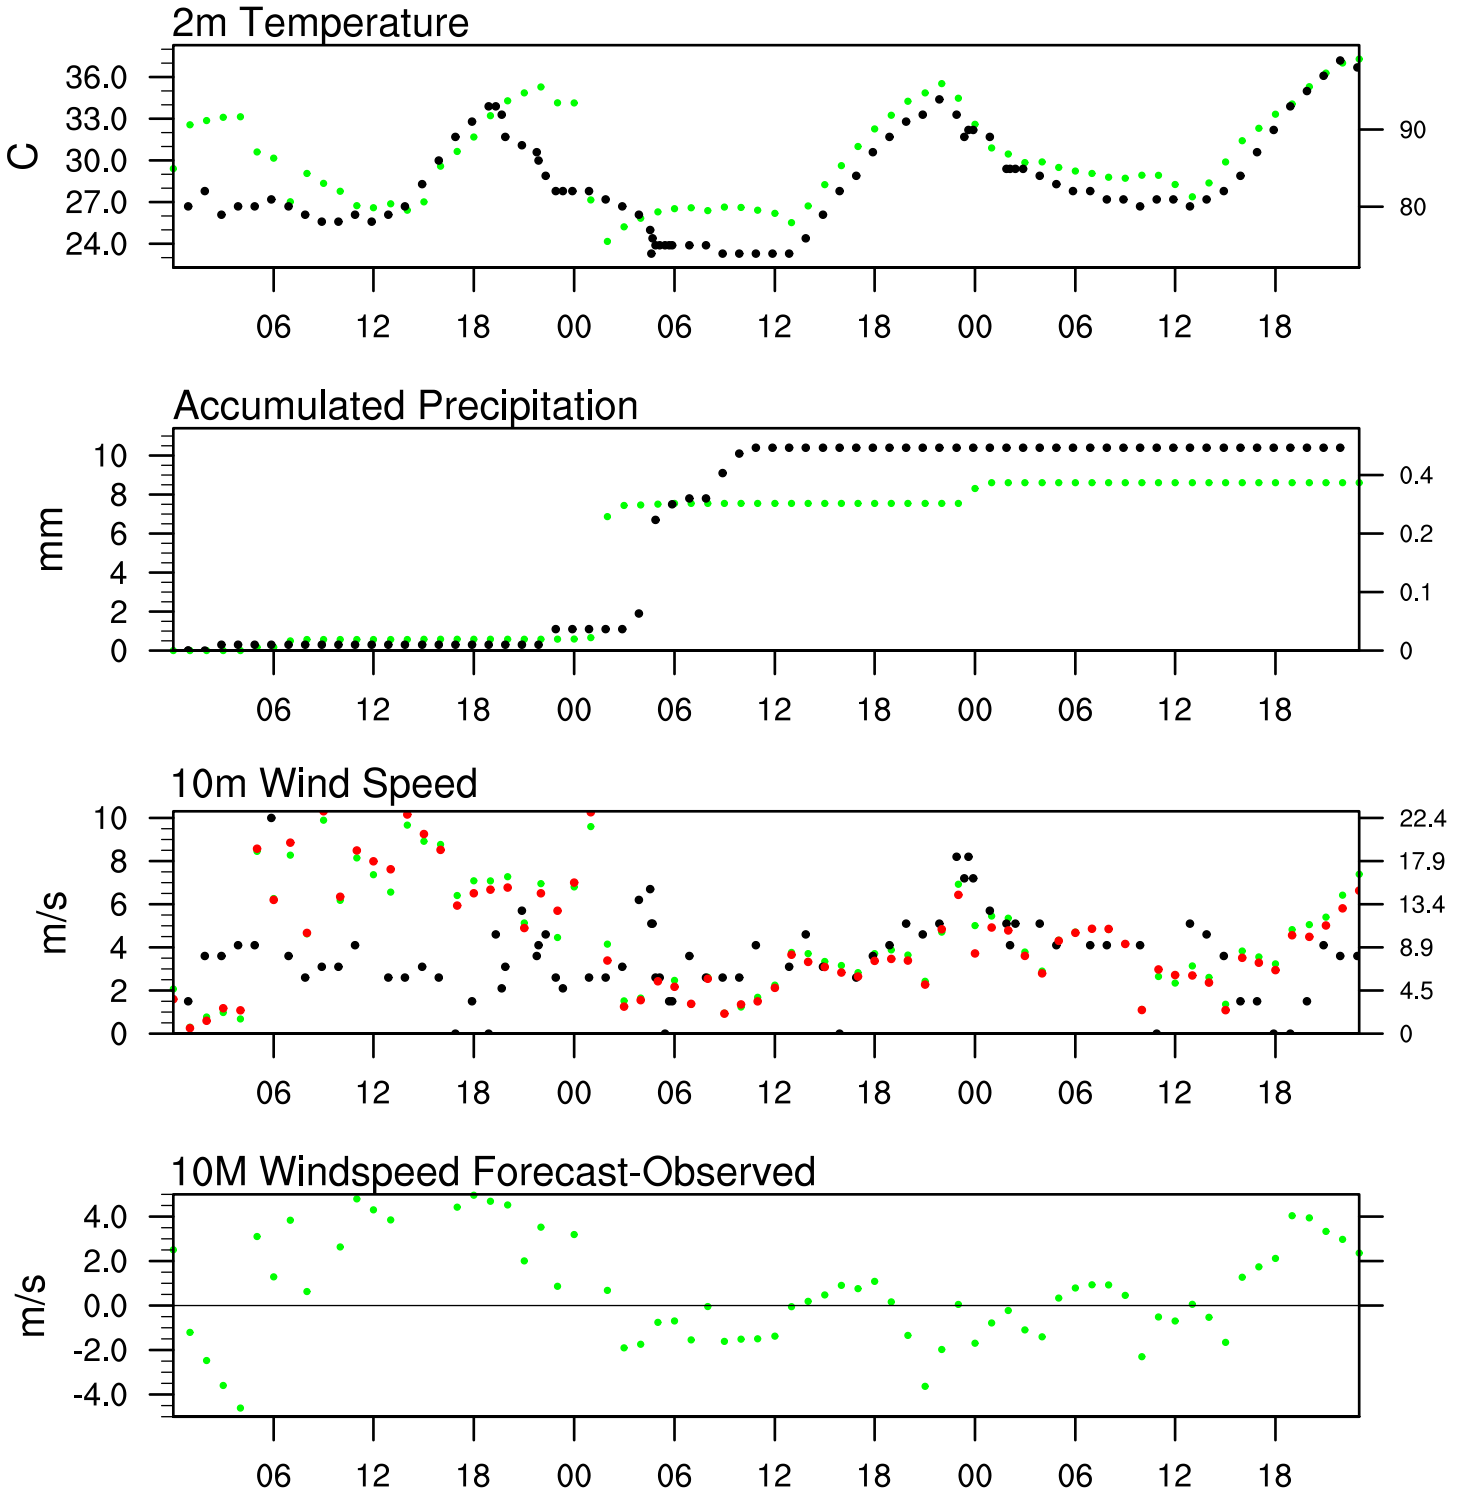 2m Temperature
36.0
33.0
30.0
27.0
24.0
C
90
80
06 12 18 00 06 12 18 00 06 12 18
Accumulated Precipitation
10
8
6
4
2
0
mm
0.4
0.2
0.1
0
06 12 18 00 06 12 18 00 06 12 18
10m Wind Speed
10
8
6
4
2
0
m/s
22.4
17.9
13.4
8.9
4.5
0
06 12 18 00 06 12 18 00 06 12 18
10M Windspeed Forecast-Observed
4.0
2.0
0.0
-2.0
-4.0
m/s
06 12 18 00 06 12 18 00 06 12 18